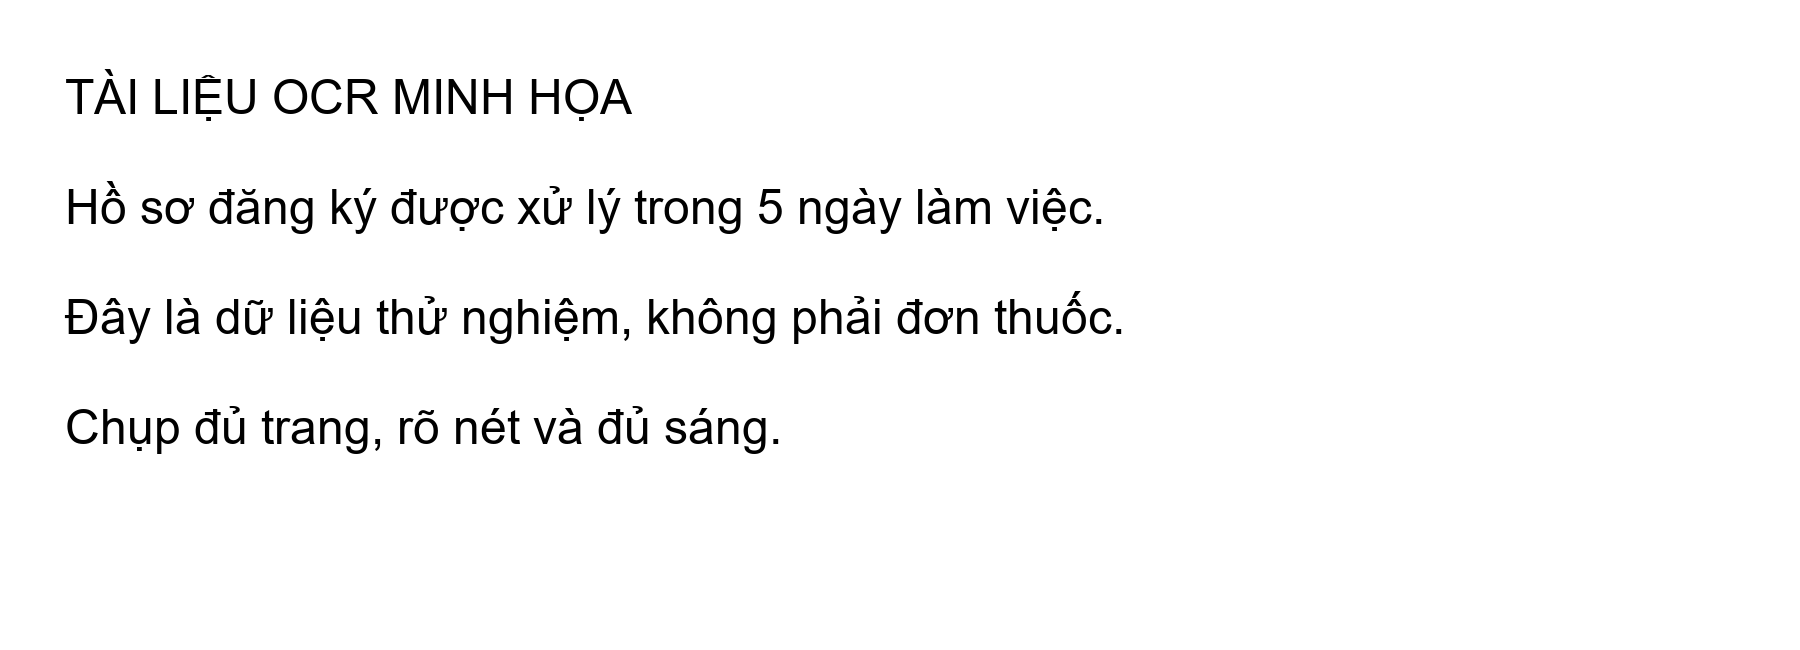 TÀI LIỆU OCR MINH HỌA
Hồ sơ đăng ký được xử lý trong 5 ngày làm việc.
Đây là dữ liệu thử nghiệm, không phải đơn thuốc.
Chụp đủ trang, rõ nét và đủ sáng.